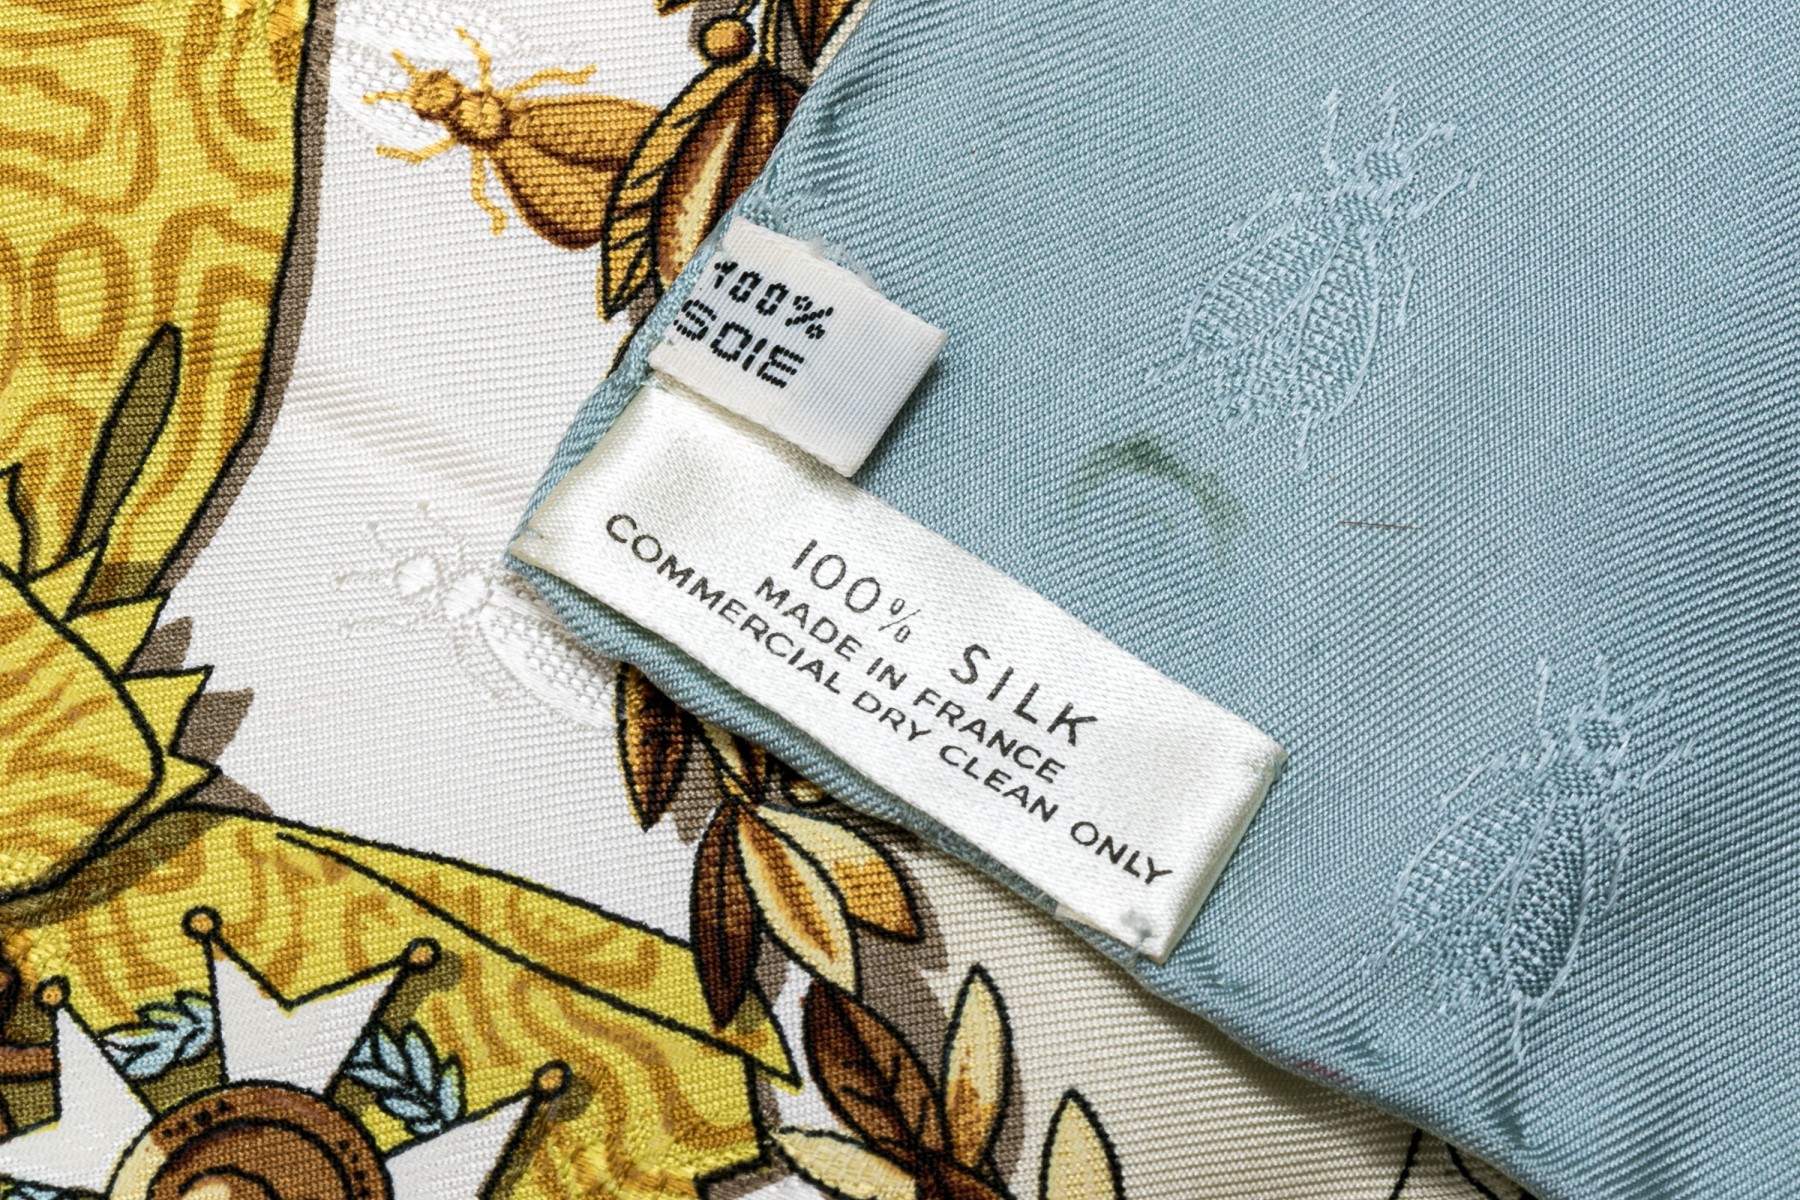 100%
SOIE
100% SILK
MADE IN FRANCE
COMMERCIAL DRY CLEAN ONLY